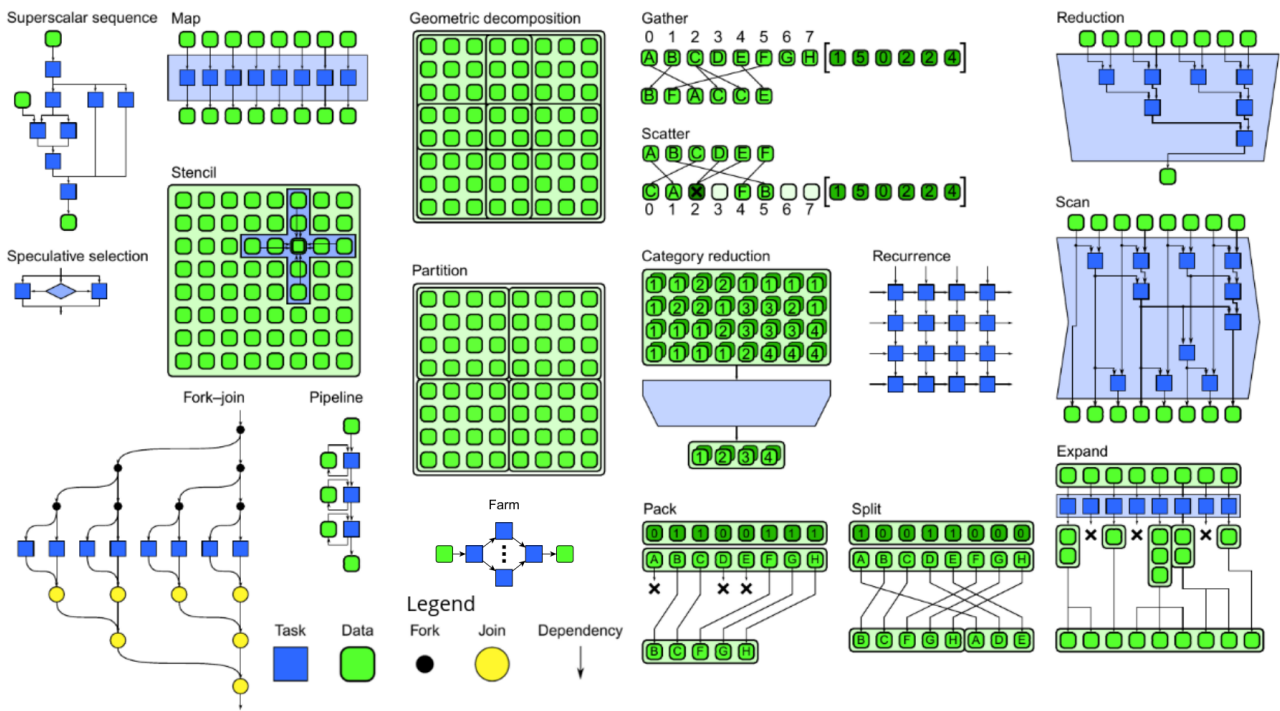 Superscalar sequence
Map
Geometric decomposition
Gather
0 1 2 3 4 5 6 7
A B C D E F G H [1 5 0 2 2 4]
B F A C C E
Reduction
Scatter
A B C D E F
C A F B [1 5 0 2 2 4]
0 1 2 3 4 5 6 7
Stencil
Scan
Speculative selection
Partition
Category reduction
1 1 2 2 1 1 1 1
1 1 1 2 1 2 2 1
1 1 1 2 3 3 3 4
1 1 1 1 2 4 4 4
1 2 3 4
Recurrence
Fork–join
Pipeline
Expand
Farm
Pack
0 1 1 0 0 1 1 1
A B C D E F G H
B C F G H
Split
1 0 0 1 1 0 0 0
A B C D E F G H
B C F G H A D E
Legend
Task
Data
Fork
Join
Dependency